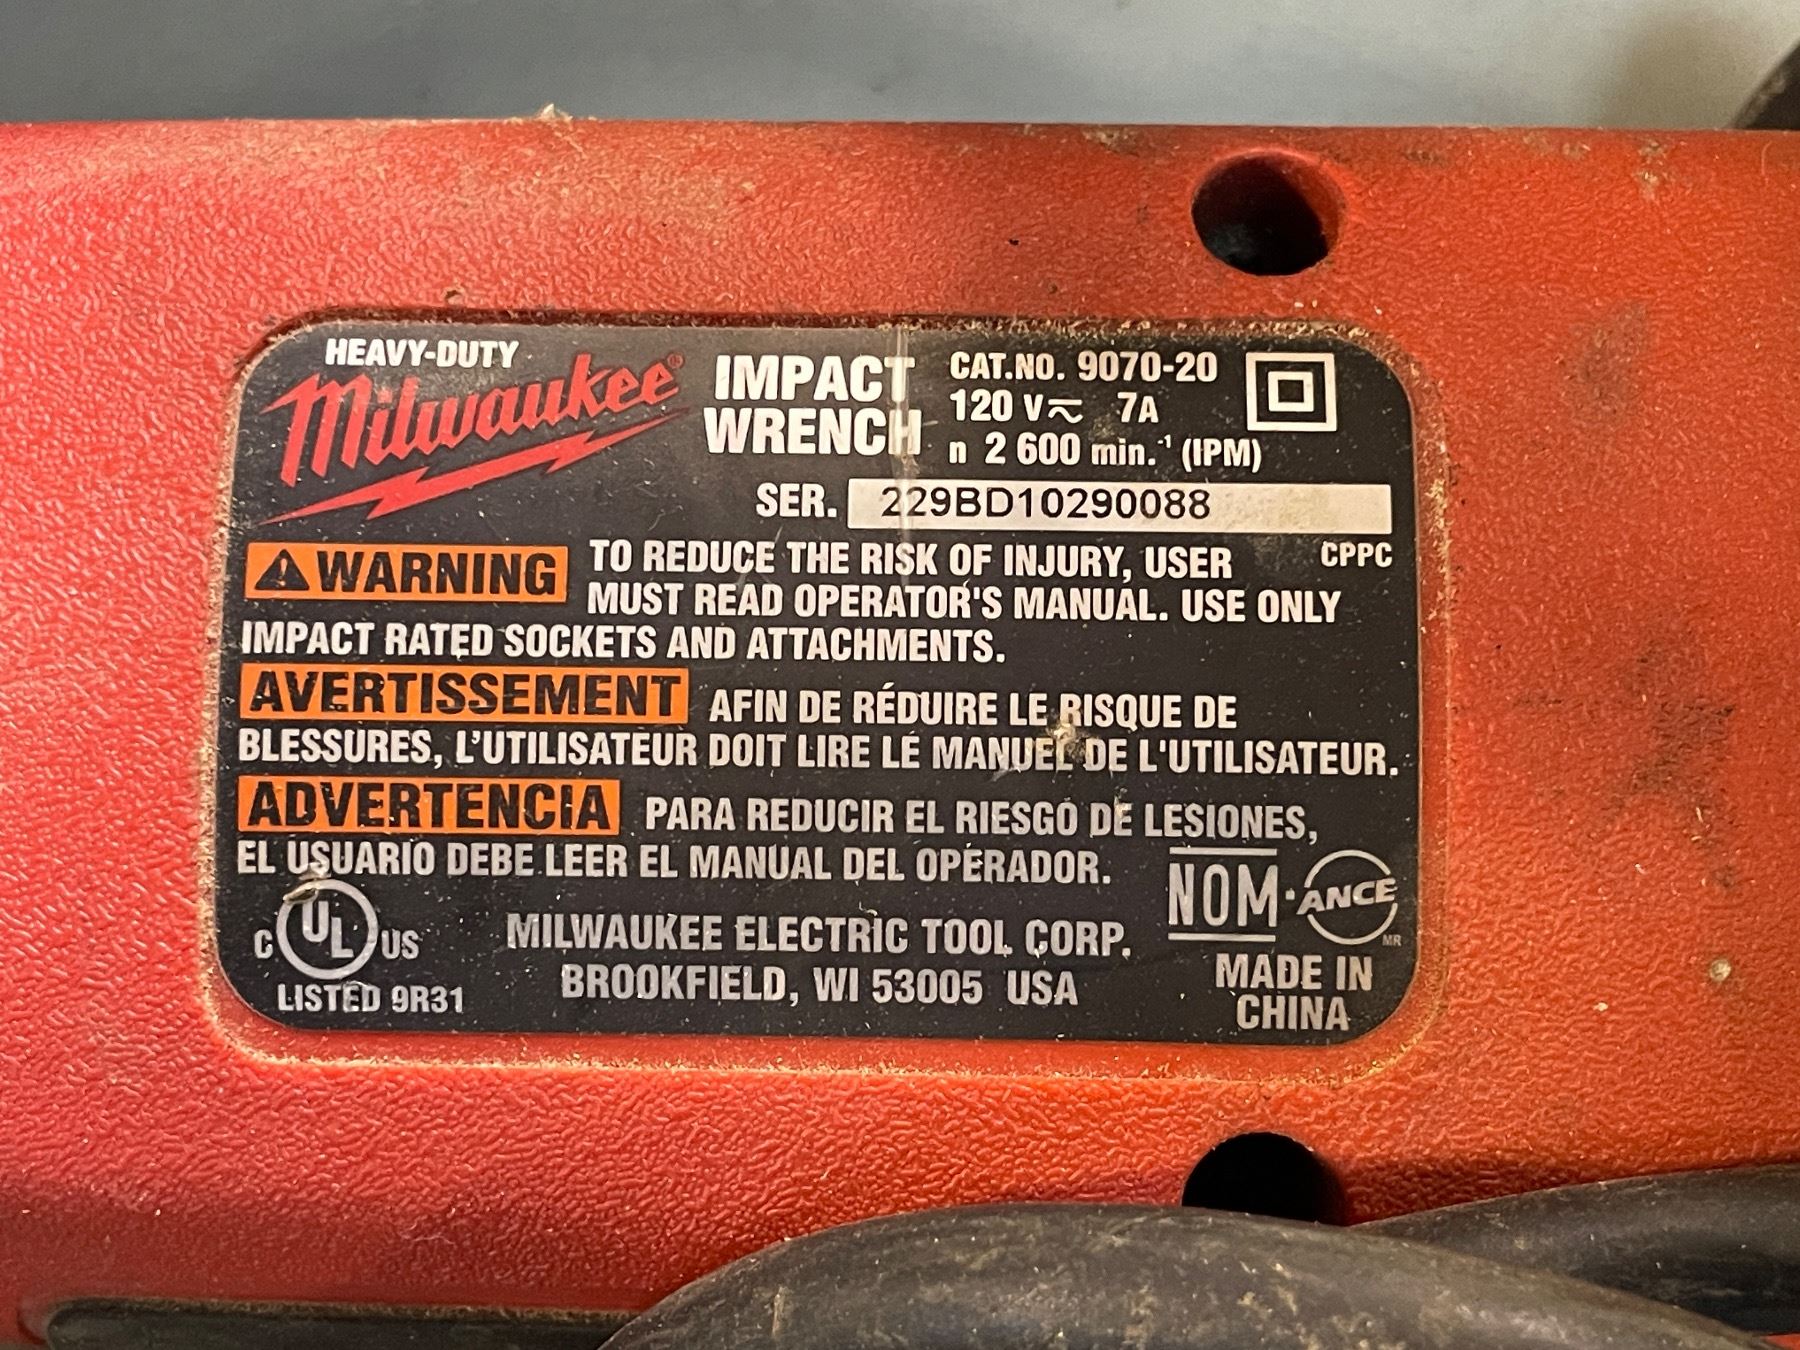 HEAVY-DUTY
Milwaukee®
IMPACT
WRENCH
CAT.NO. 9070-20
120 V⎓∼ 7A
n 2 600 min.⁻¹ (IPM)
SER. 229BD10290088
CPPC
⚠WARNING TO REDUCE THE RISK OF INJURY, USER
MUST READ OPERATOR'S MANUAL. USE ONLY
IMPACT RATED SOCKETS AND ATTACHMENTS.
AVERTISSEMENT AFIN DE RÉDUIRE LE RISQUE DE
BLESSURES, L'UTILISATEUR DOIT LIRE LE MANUEL DE L'UTILISATEUR.
ADVERTENCIA PARA REDUCIR EL RIESGO DE LESIONES,
EL USUARIO DEBE LEER EL MANUAL DEL OPERADOR.
C UL US
LISTED 9R31
MILWAUKEE ELECTRIC TOOL CORP.
BROOKFIELD, WI 53005 USA
NOM·ANCE MR
MADE IN
CHINA